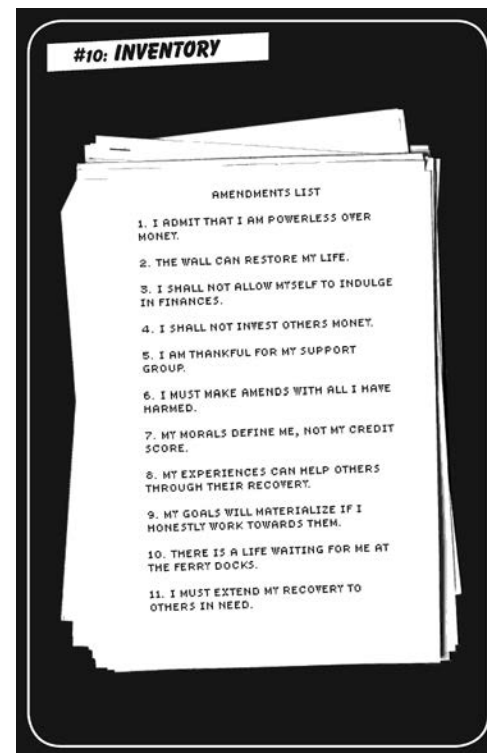 #10: INVENTORY
AMENDMENTS LIST
1. I ADMIT THAT I AM POWERLESS OVER
MONEY.
2. THE WALL CAN RESTORE MY LIFE.
3. I SHALL NOT ALLOW MYSELF TO INDULGE
IN FINANCES.
4. I SHALL NOT INVEST OTHERS MONEY.
5. I AM THANKFUL FOR MY SUPPORT
GROUP.
6. I MUST MAKE AMENDS WITH ALL I HAVE
HARMED.
7. MY MORALS DEFINE ME, NOT MY CREDIT
SCORE.
8. MY EXPERIENCES CAN HELP OTHERS
THROUGH THEIR RECOVERY.
9. MY GOALS WILL MATERIALIZE IF I
HONESTLY WORK TOWARDS THEM.
10. THERE IS A LIFE WAITING FOR ME AT
THE FERRY DOCKS.
11. I MUST EXTEND MY RECOVERY TO
OTHERS IN NEED.